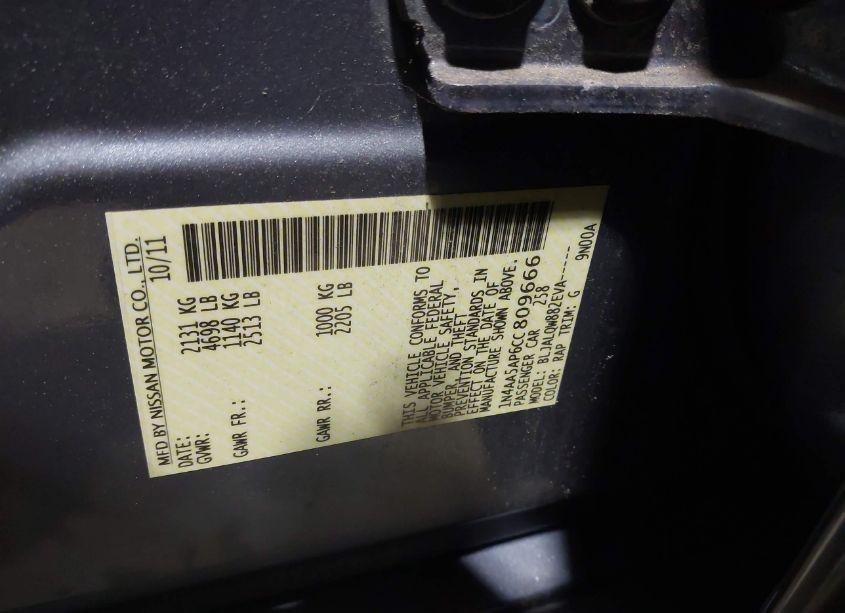 MFD BY NISSAN MOTOR CO., LTD.
DATE: 10/11
GVWR: 2131 KG
4698 LB
GAWR FR.: 1140 KG
2513 LB
GAWR RR.: 1000 KG
2205 LB
THIS VEHICLE CONFORMS TO
ALL APPLICABLE FEDERAL
MOTOR VEHICLE SAFETY,
BUMPER, AND THEFT
PREVENTION STANDARDS IN
EFFECT ON THE DATE OF
MANUFACTURE SHOWN ABOVE.
1N4AA5AP6CC809666
PASSENGER CAR 258
MODEL: BLJALOW882EVA------
COLOR: RAP TRIM: G 9N00A